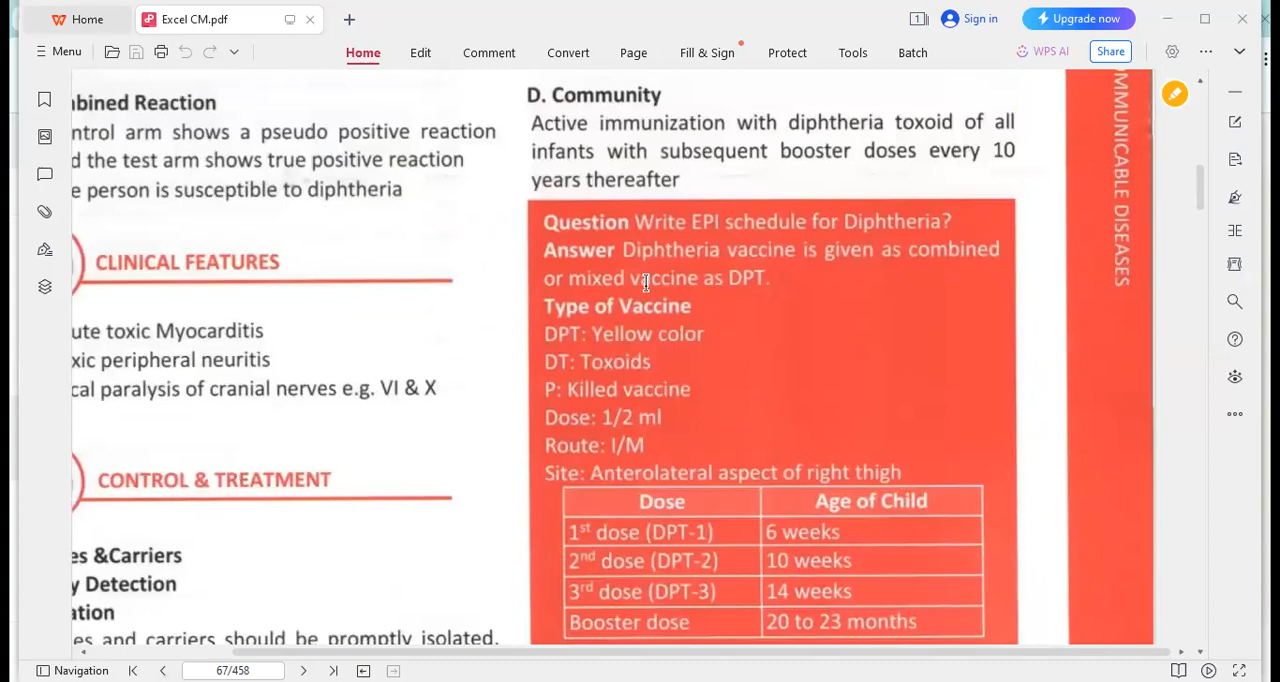 Home
Excel CM.pdf
Sign in
Upgrade now
Menu
Home
Edit
Comment
Convert
Page
Fill & Sign
Protect
Tools
Batch
WPS AI
Share
bined Reaction
ntrol arm shows a pseudo positive reaction
d the test arm shows true positive reaction
e person is susceptible to diphtheria
CLINICAL FEATURES
ute toxic Myocarditis
xic peripheral neuritis
cal paralysis of cranial nerves e.g. VI & X
CONTROL & TREATMENT
es &Carriers
y Detection
ation
es and carriers should be promptly isolated.
D. Community
Active immunization with diphtheria toxoid of all
infants with subsequent booster doses every 10
years thereafter
Question Write EPI schedule for Diphtheria?
Answer Diphtheria vaccine is given as combined
or mixed vaccine as DPT.
Type of Vaccine
DPT: Yellow color
DT: Toxoids
P: Killed vaccine
Dose: 1/2 ml
Route: I/M
Site: Anterolateral aspect of right thigh
Dose Age of Child
1st dose (DPT-1) 6 weeks
2nd dose (DPT-2) 10 weeks
3rd dose (DPT-3) 14 weeks
Booster dose 20 to 23 months
OMMUNICABLE DISEASES
Navigation
67/458